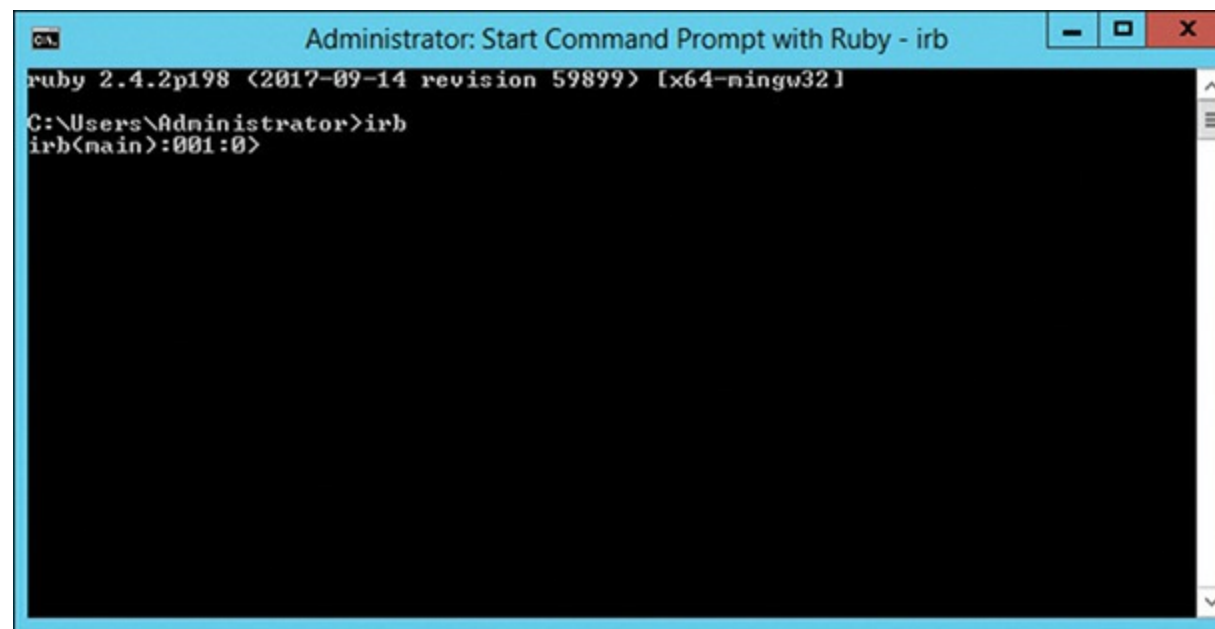 Administrator: Start Command Prompt with Ruby - irb
ruby 2.4.2p198 (2017-09-14 revision 59899) [x64-mingw32]
C:\Users\Administrator>irb
irb(main):001:0>